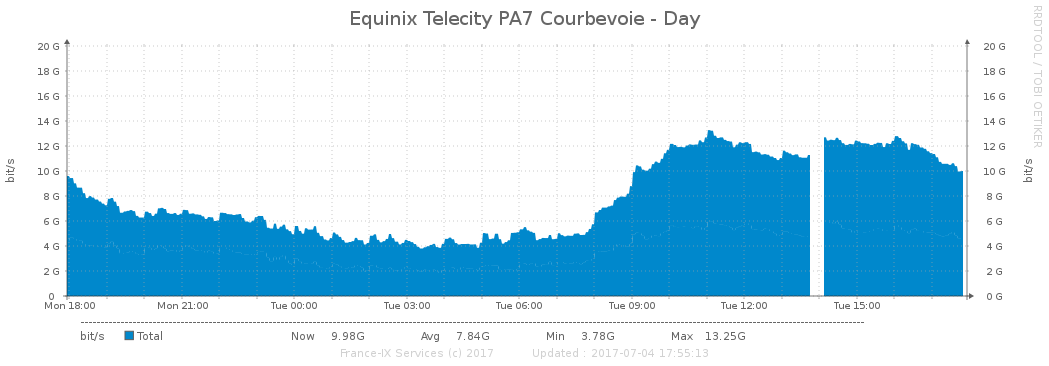 Equinix Telecity PA7 Courbevoie - Day
RRDTOOL / TOBI OETIKER
bit/s
20 G 20 G
18 G 18 G
16 G 16 G
14 G 14 G
12 G 12 G
10 G 10 G
8 G 8 G
6 G 6 G
4 G 4 G
2 G 2 G
0 0 G
bit/s
Mon 18:00 Mon 21:00 Tue 00:00 Tue 03:00 Tue 06:00 Tue 09:00 Tue 12:00 Tue 15:00
bit/s Total Now 9.98G Avg 7.84G Min 3.78G Max 13.25G
France-IX Services (c) 2017 Updated : 2017-07-04 17:55:13